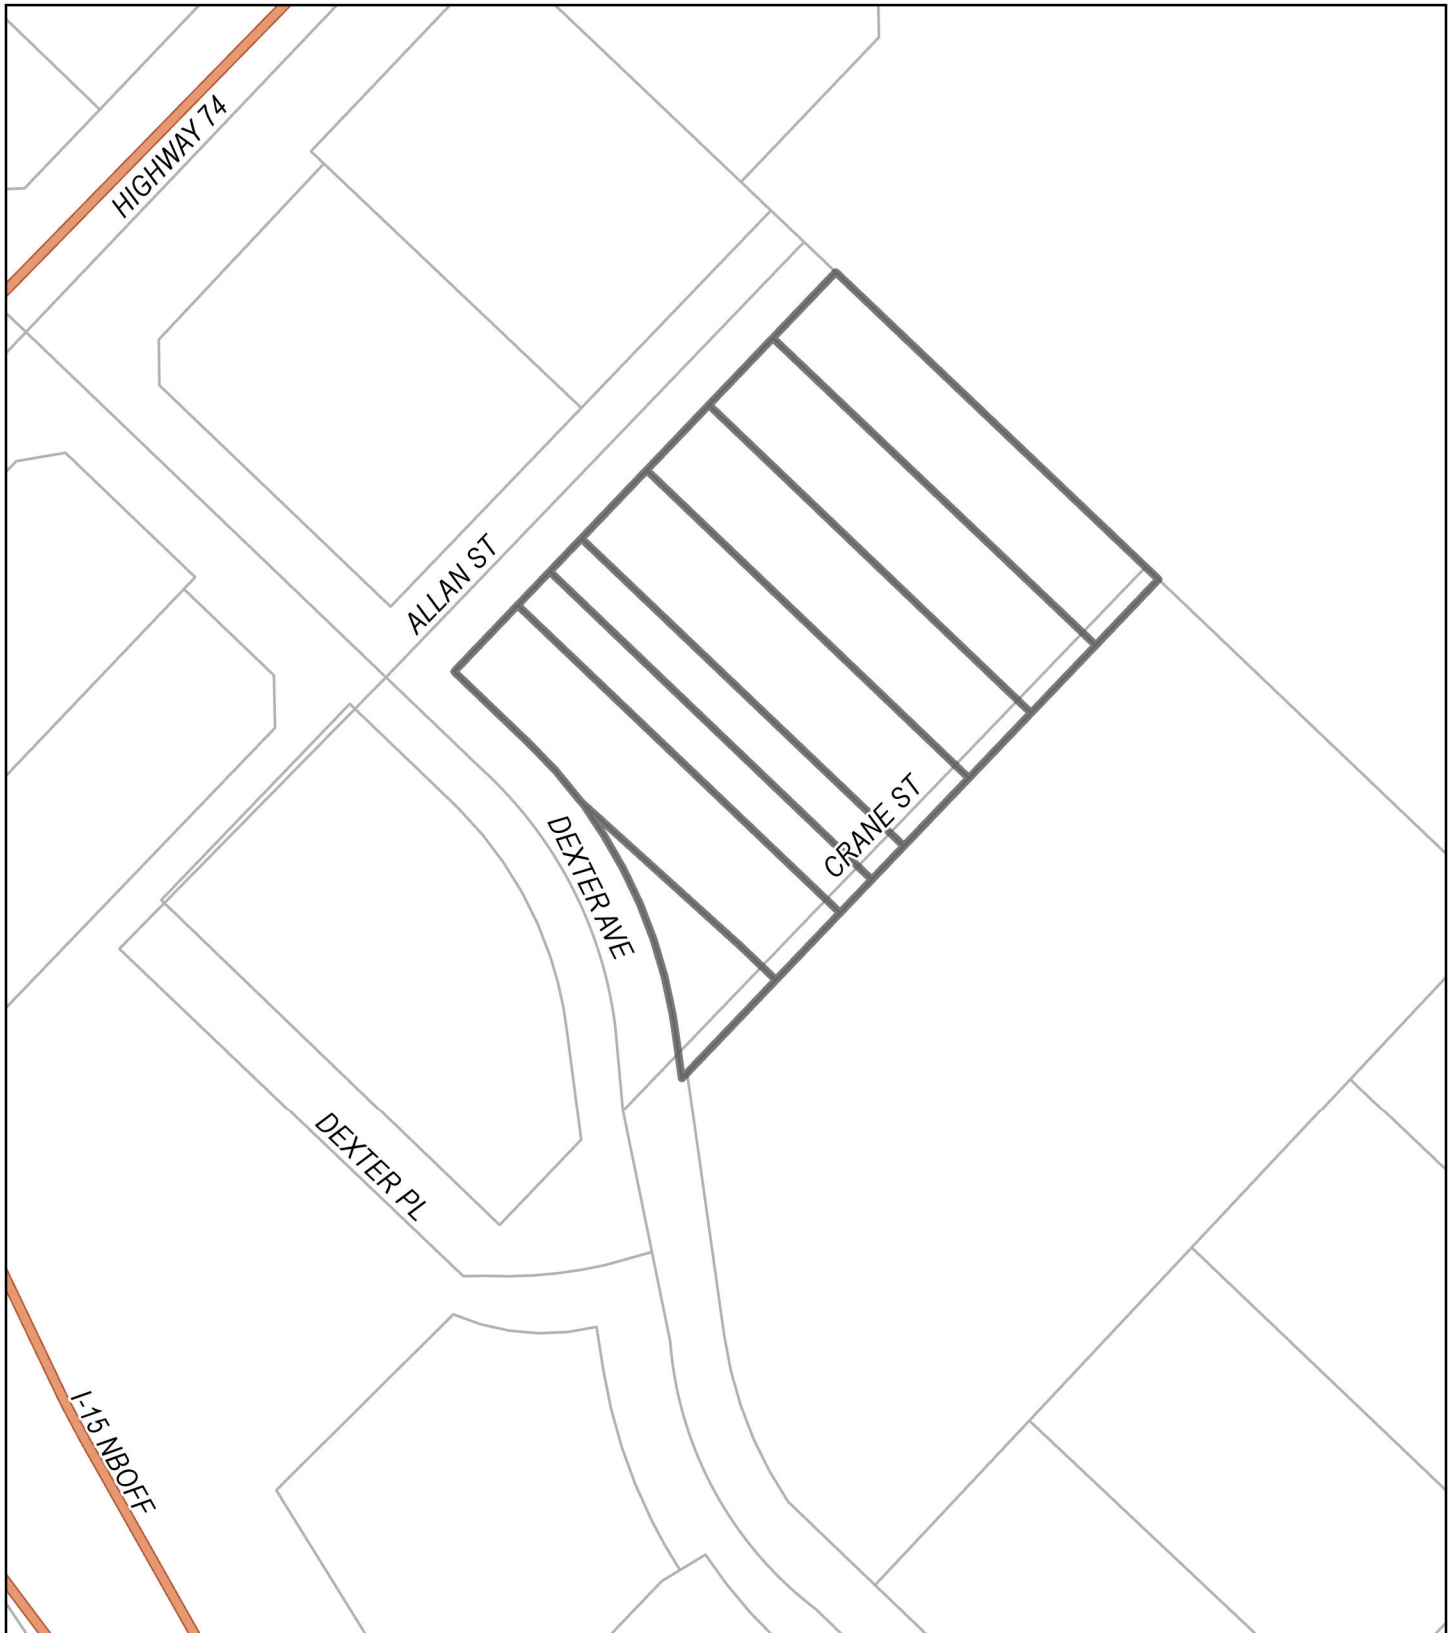 HIGHWAY 74
ALLAN ST
CRANE ST
DEXTER AVE
DEXTER PL
I-15 NBOFF